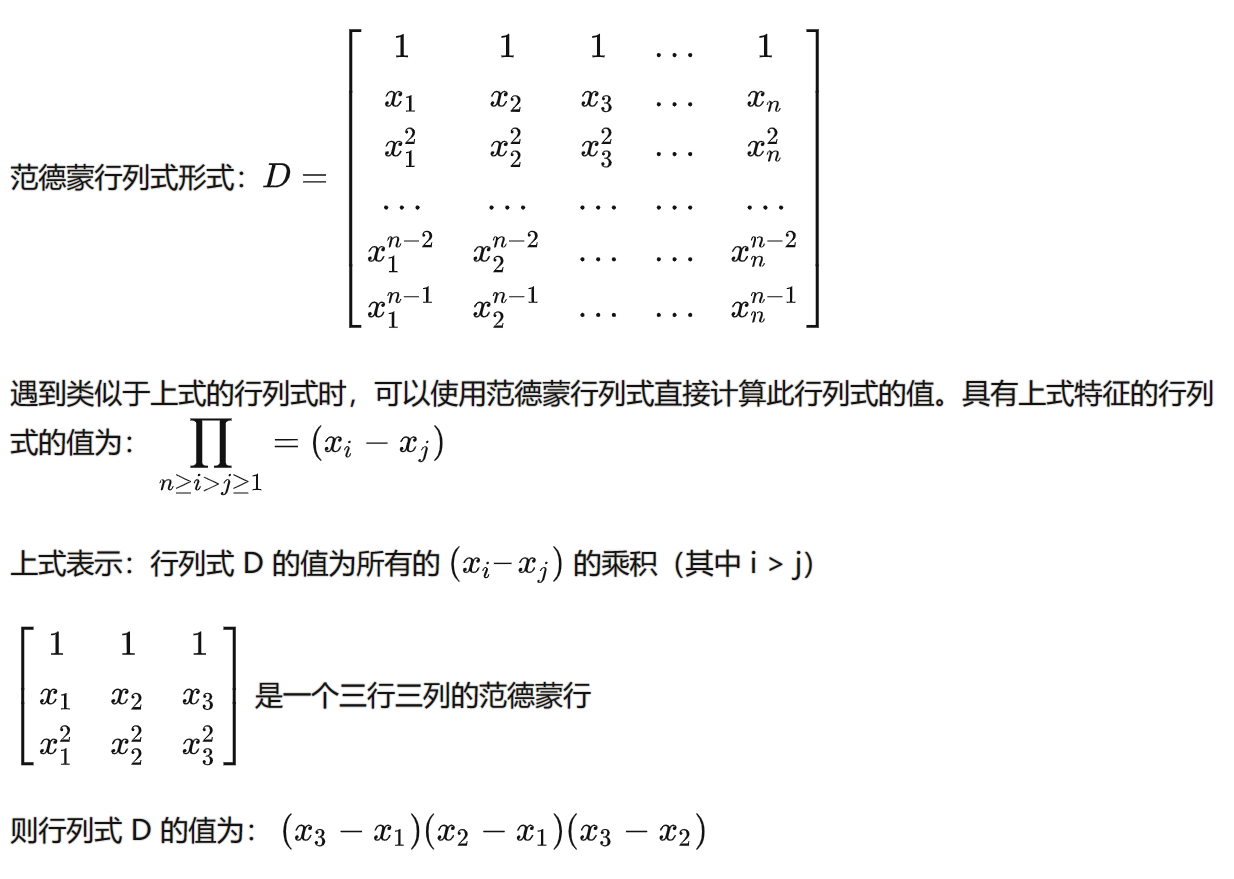 范德蒙行列式形式：$D = \begin{bmatrix} 1 & 1 & 1 & \dots & 1 \\ x_1 & x_2 & x_3 & \dots & x_n \\ x_1^2 & x_2^2 & x_3^2 & \dots & x_n^2 \\ \dots & \dots & \dots & \dots & \dots \\ x_1^{n-2} & x_2^{n-2} & \dots & \dots & x_n^{n-2} \\ x_1^{n-1} & x_2^{n-1} & \dots & \dots & x_n^{n-1} \end{bmatrix}$
遇到类似于上式的行列式时，可以使用范德蒙行列式直接计算此行列式的值。具有上式特征的行列
式的值为： $\prod_{n \geq i > j \geq 1} = (x_i - x_j)$
上式表示：行列式 D 的值为所有的 $(x_i - x_j)$ 的乘积（其中 i > j）
$\begin{bmatrix} 1 & 1 & 1 \\ x_1 & x_2 & x_3 \\ x_1^2 & x_2^2 & x_3^2 \end{bmatrix}$ 是一个三行三列的范德蒙行
则行列式 D 的值为： $(x_3 - x_1)(x_2 - x_1)(x_3 - x_2)$